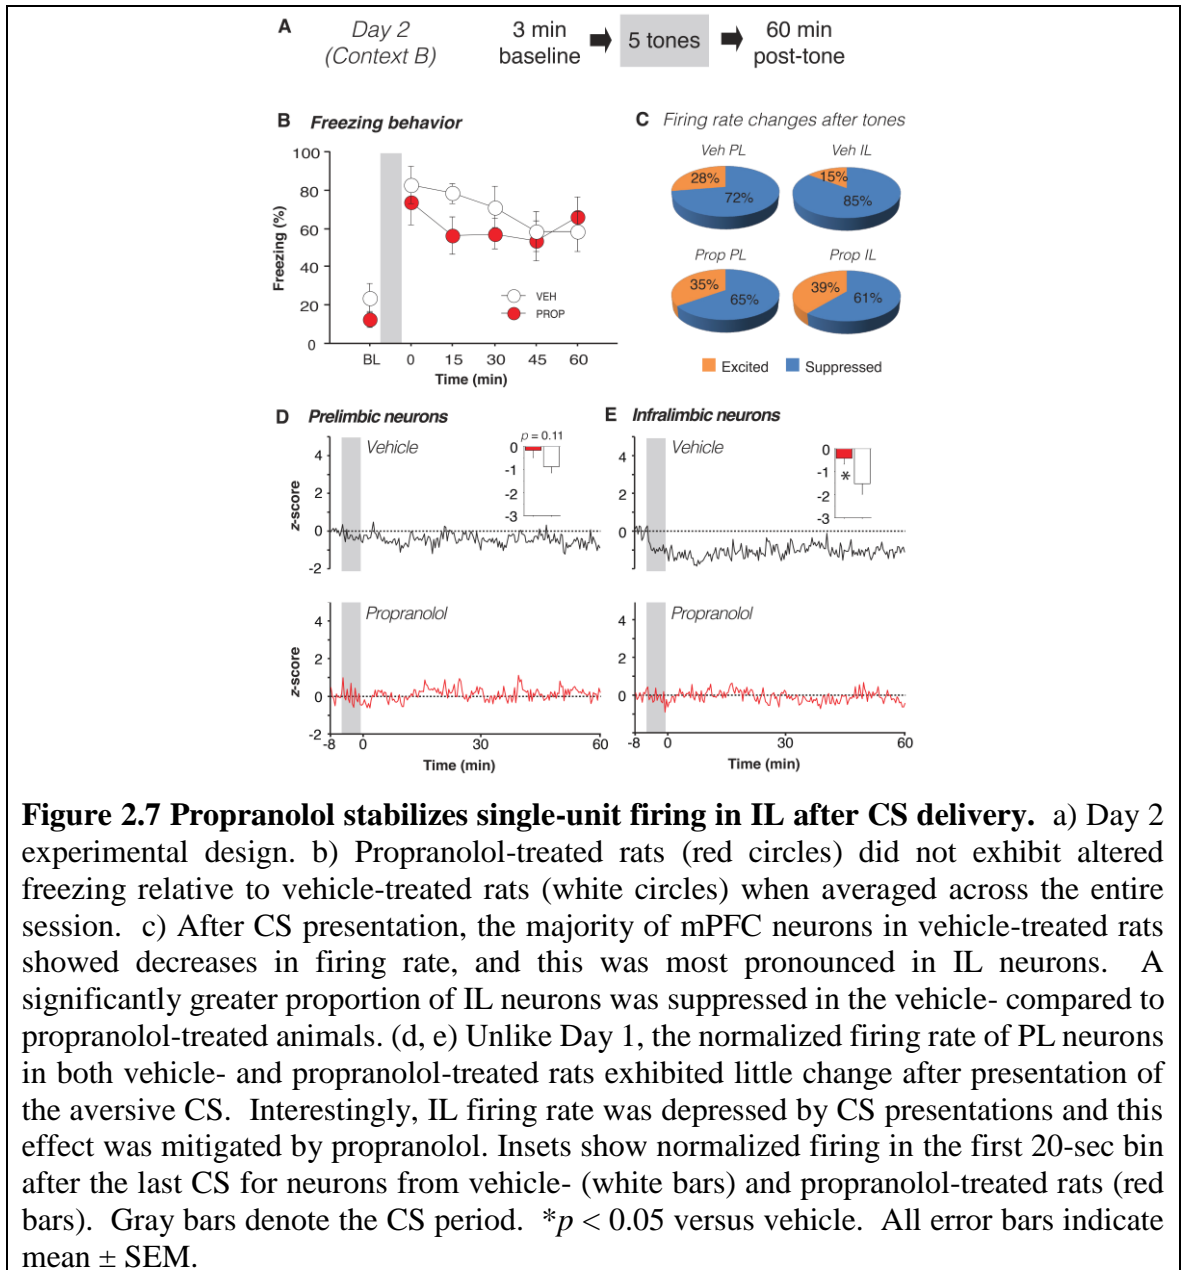 A
Day 2
(Context B)
3 min
baseline
5 tones
60 min
post-tone
B Freezing behavior
100
80
60
40
20
0
Freezing (%)
VEH
PROP
BL 0 15 30 45 60
Time (min)
C Firing rate changes after tones
Veh PL
28%
72%
Veh IL
15%
85%
Prop PL
35%
65%
Prop IL
39%
61%
Excited Suppressed
D Prelimbic neurons
Vehicle
4
2
0
-2
z-score
p = 0.11
0
-1
-2
-3
Propranolol
4
2
0
-2
z-score
-8 0 30 60
Time (min)
E Infralimbic neurons
Vehicle
4
2
0
-2
0
-1
-2
-3
*
Propranolol
4
2
0
-2
-8 0 30 60
Time (min)
Figure 2.7 Propranolol stabilizes single-unit firing in IL after CS delivery. a) Day 2
experimental design. b) Propranolol-treated rats (red circles) did not exhibit altered
freezing relative to vehicle-treated rats (white circles) when averaged across the entire
session. c) After CS presentation, the majority of mPFC neurons in vehicle-treated rats
showed decreases in firing rate, and this was most pronounced in IL neurons. A
significantly greater proportion of IL neurons was suppressed in the vehicle- compared to
propranolol-treated animals. (d, e) Unlike Day 1, the normalized firing rate of PL neurons
in both vehicle- and propranolol-treated rats exhibited little change after presentation of
the aversive CS. Interestingly, IL firing rate was depressed by CS presentations and this
effect was mitigated by propranolol. Insets show normalized firing in the first 20-sec bin
after the last CS for neurons from vehicle- (white bars) and propranolol-treated rats (red
bars). Gray bars denote the CS period. *p < 0.05 versus vehicle. All error bars indicate
mean ± SEM.